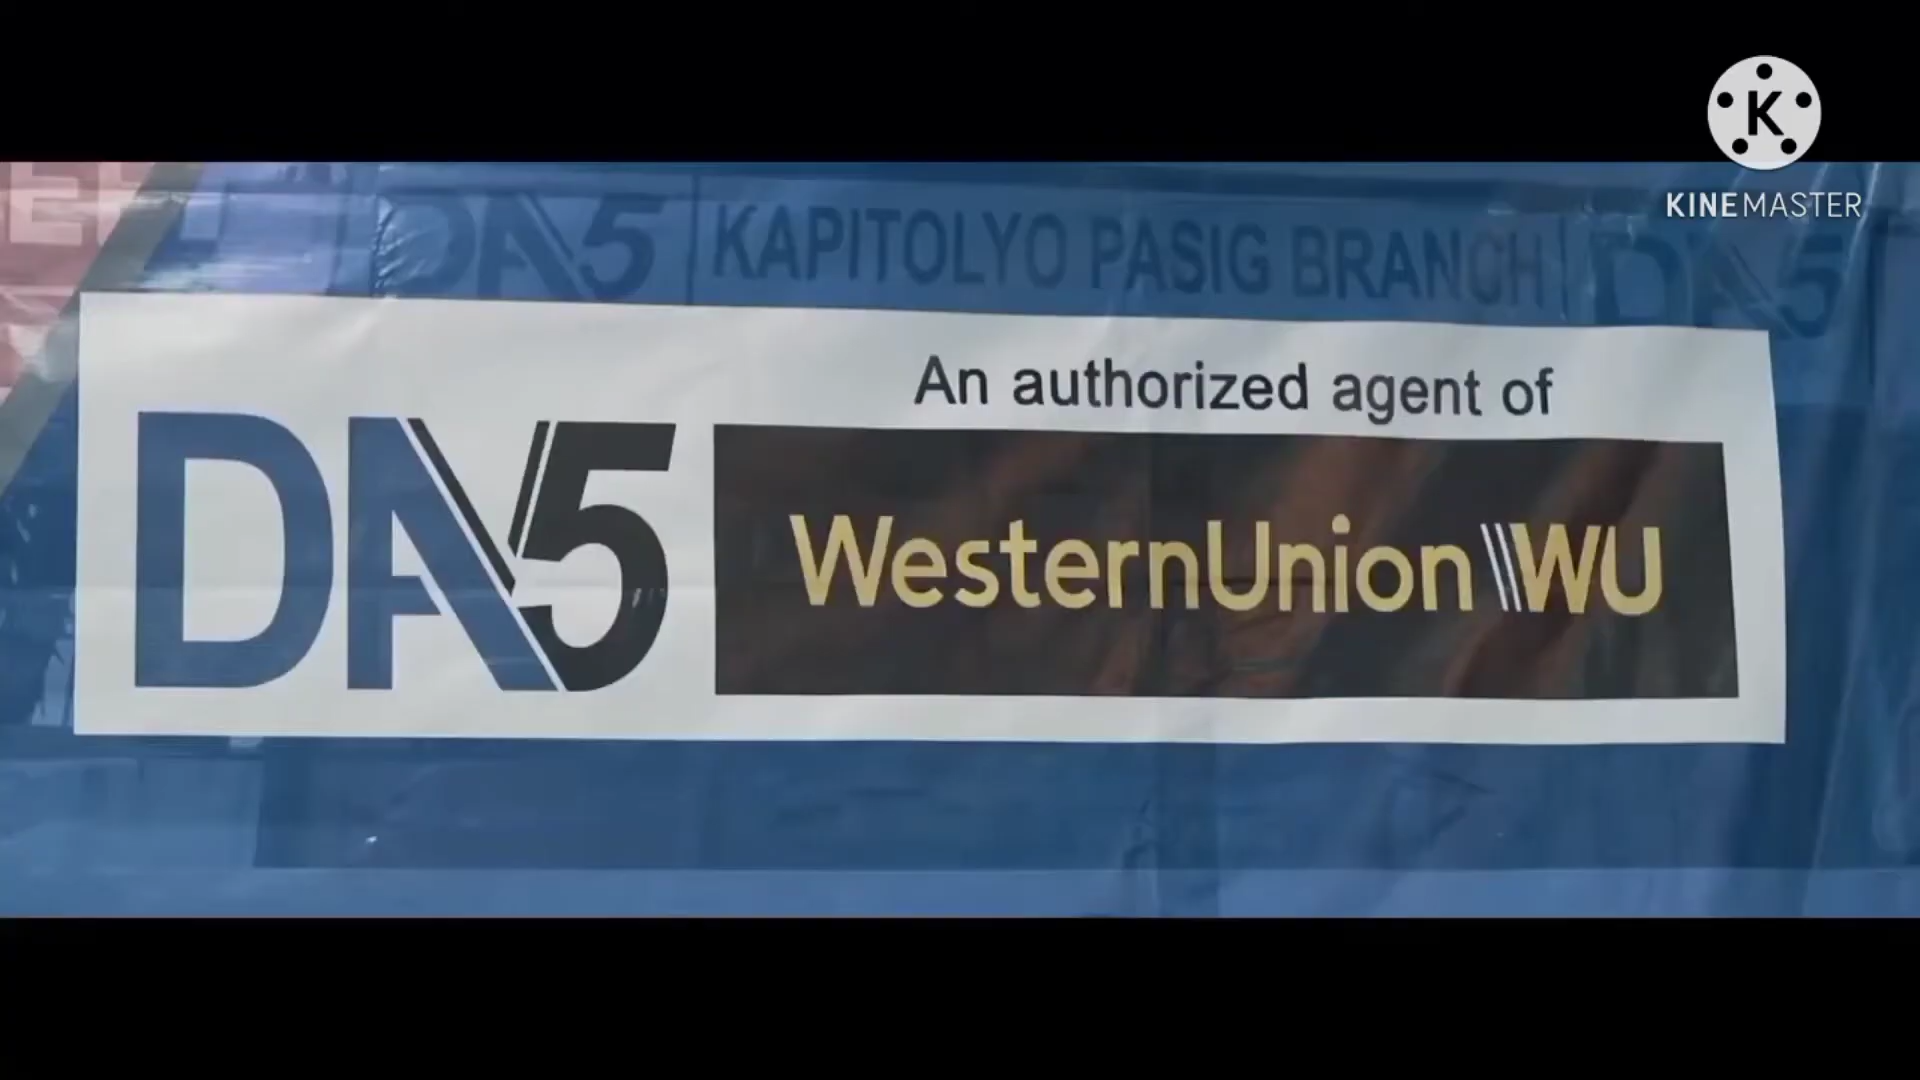 K
KINEMASTER
DA5 KAPITOLYO PASIG BRANCH DA5
An authorized agent of
DA5
WesternUnion WU